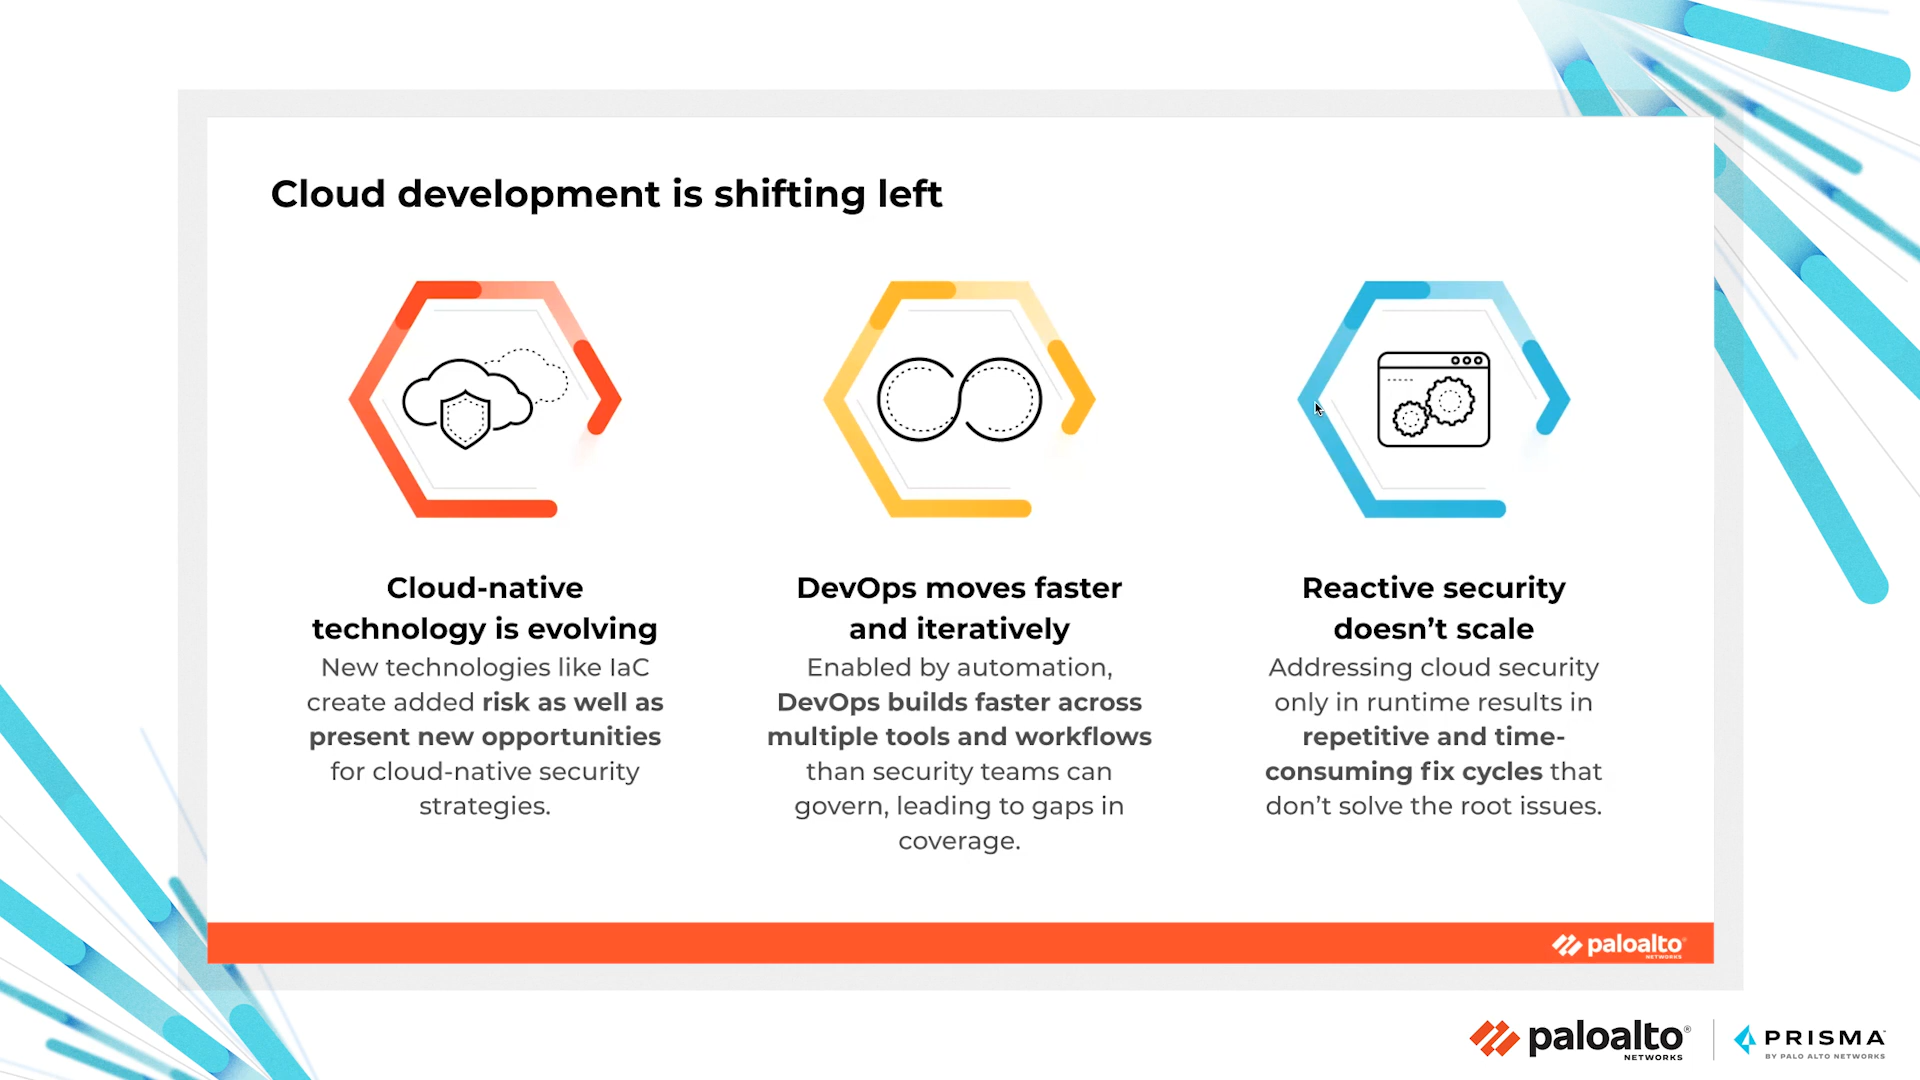 Cloud development is shifting left
Cloud-native
technology is evolving
New technologies like IaC
create added risk as well as
present new opportunities
for cloud-native security
strategies.
DevOps moves faster
and iteratively
Enabled by automation,
DevOps builds faster across
multiple tools and workflows
than security teams can
govern, leading to gaps in
coverage.
Reactive security
doesn’t scale
Addressing cloud security
only in runtime results in
repetitive and time-
consuming fix cycles that
don’t solve the root issues.
paloalto
NETWORKS
paloalto®
NETWORKS
PRISMA™
BY PALO ALTO NETWORKS